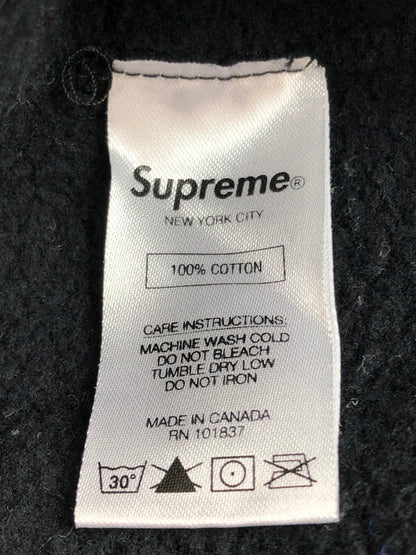 Supreme®
NEW YORK CITY
100% COTTON
CARE INSTRUCTIONS:
MACHINE WASH COLD
DO NOT BLEACH
TUMBLE DRY LOW
DO NOT IRON
MADE IN CANADA
RN 101837
30°